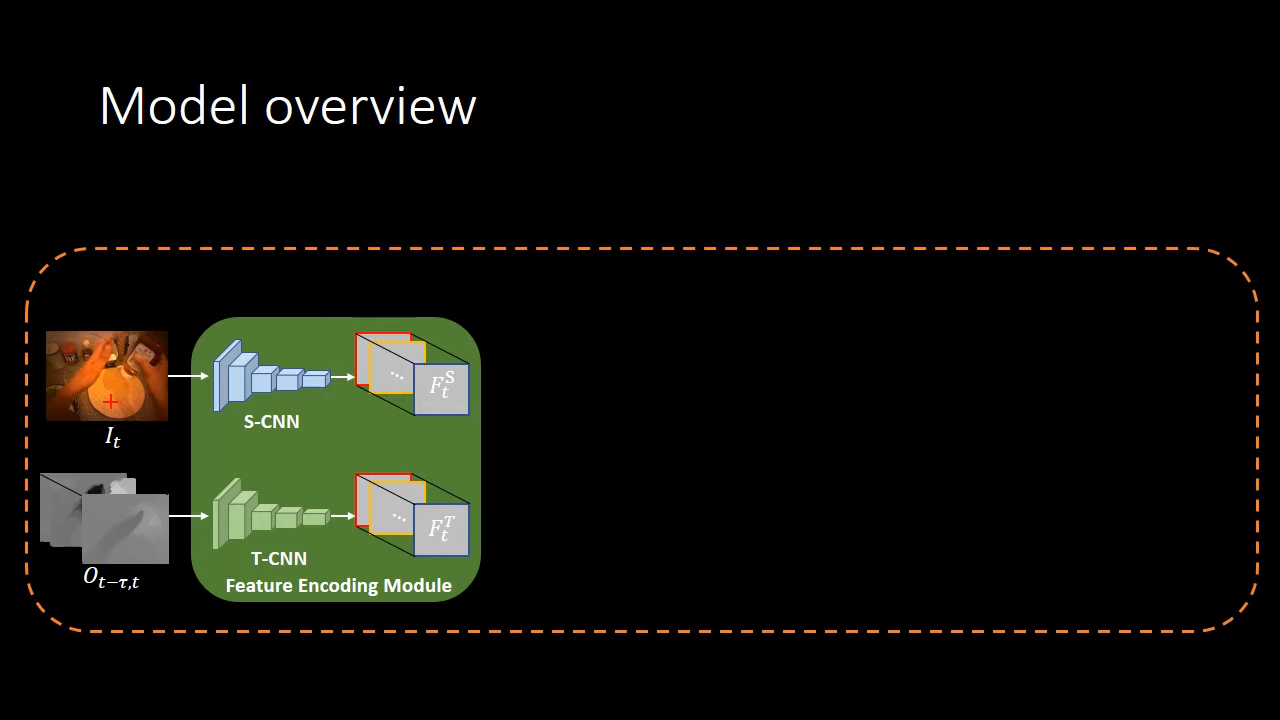 Model overview
S-CNN
...
F_t^S
I_t
...
F_t^T
O_{t−τ,t}
T-CNN
Feature Encoding Module